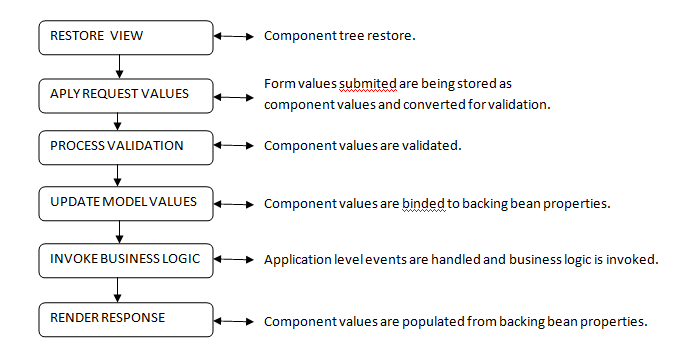 RESTORE VIEW
Component tree restore.
APLY REQUEST VALUES
Form values submited are being stored as
component values and converted for validation.
PROCESS VALIDATION
Component values are validated.
UPDATE MODEL VALUES
Component values are binded to backing bean properties.
INVOKE BUSINESS LOGIC
Application level events are handled and business logic is invoked.
RENDER RESPONSE
Component values are populated from backing bean properties.